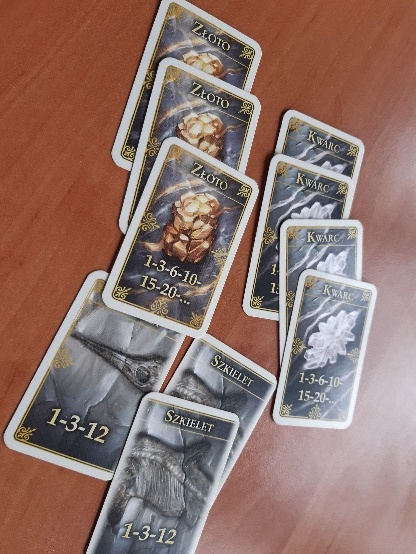 ZŁOTO
ZŁOTO
ZŁOTO
1-3-6-10-
15-20-...
KWARC
KWARC
KWARC
KWARC
1-3-6-10-
15-20-...
1-3-12
SZKIELET
SZKIELET
1-3-12